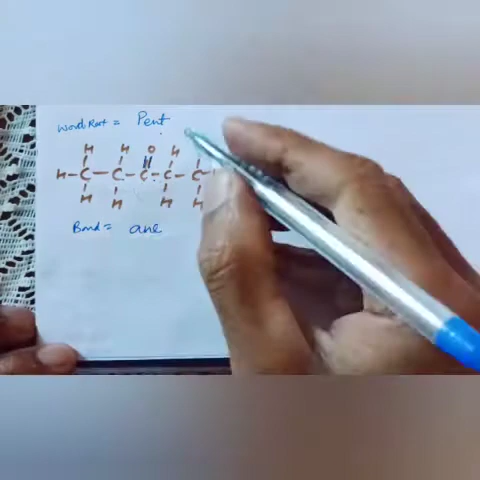 Word Root = Pent
H H O H
H-C-C-C-C-C
H H H H
Bond = ane